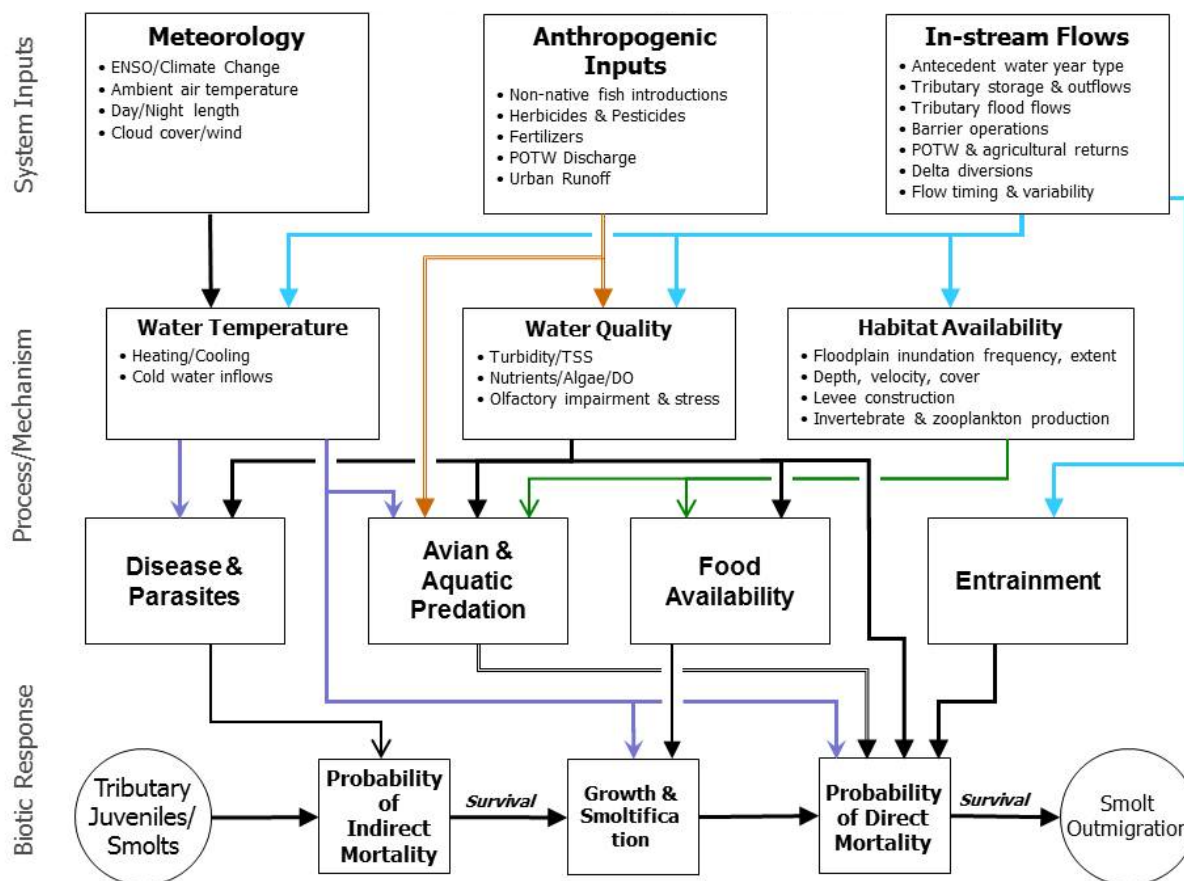 System Inputs
Meteorology
• ENSO/Climate Change
• Ambient air temperature
• Day/Night length
• Cloud cover/wind
Anthropogenic
Inputs
• Non-native fish introductions
• Herbicides & Pesticides
• Fertilizers
• POTW Discharge
• Urban Runoff
In-stream Flows
• Antecedent water year type
• Tributary storage & outflows
• Tributary flood flows
• Barrier operations
• POTW & agricultural returns
• Delta diversions
• Flow timing & variability
Process/Mechanism
Water Temperature
• Heating/Cooling
• Cold water inflows
Water Quality
• Turbidity/TSS
• Nutrients/Algae/DO
• Olfactory impairment & stress
Habitat Availability
• Floodplain inundation frequency, extent
• Depth, velocity, cover
• Levee construction
• Invertebrate & zooplankton production
Disease &
Parasites
Avian &
Aquatic
Predation
Food
Availability
Entrainment
Biotic Response
Tributary
Juveniles/
Smolts
Probability
of
Indirect
Mortality
Survival
Growth &
Smoltifica
tion
Probability
of Direct
Mortality
Survival
Smolt
Outmigration